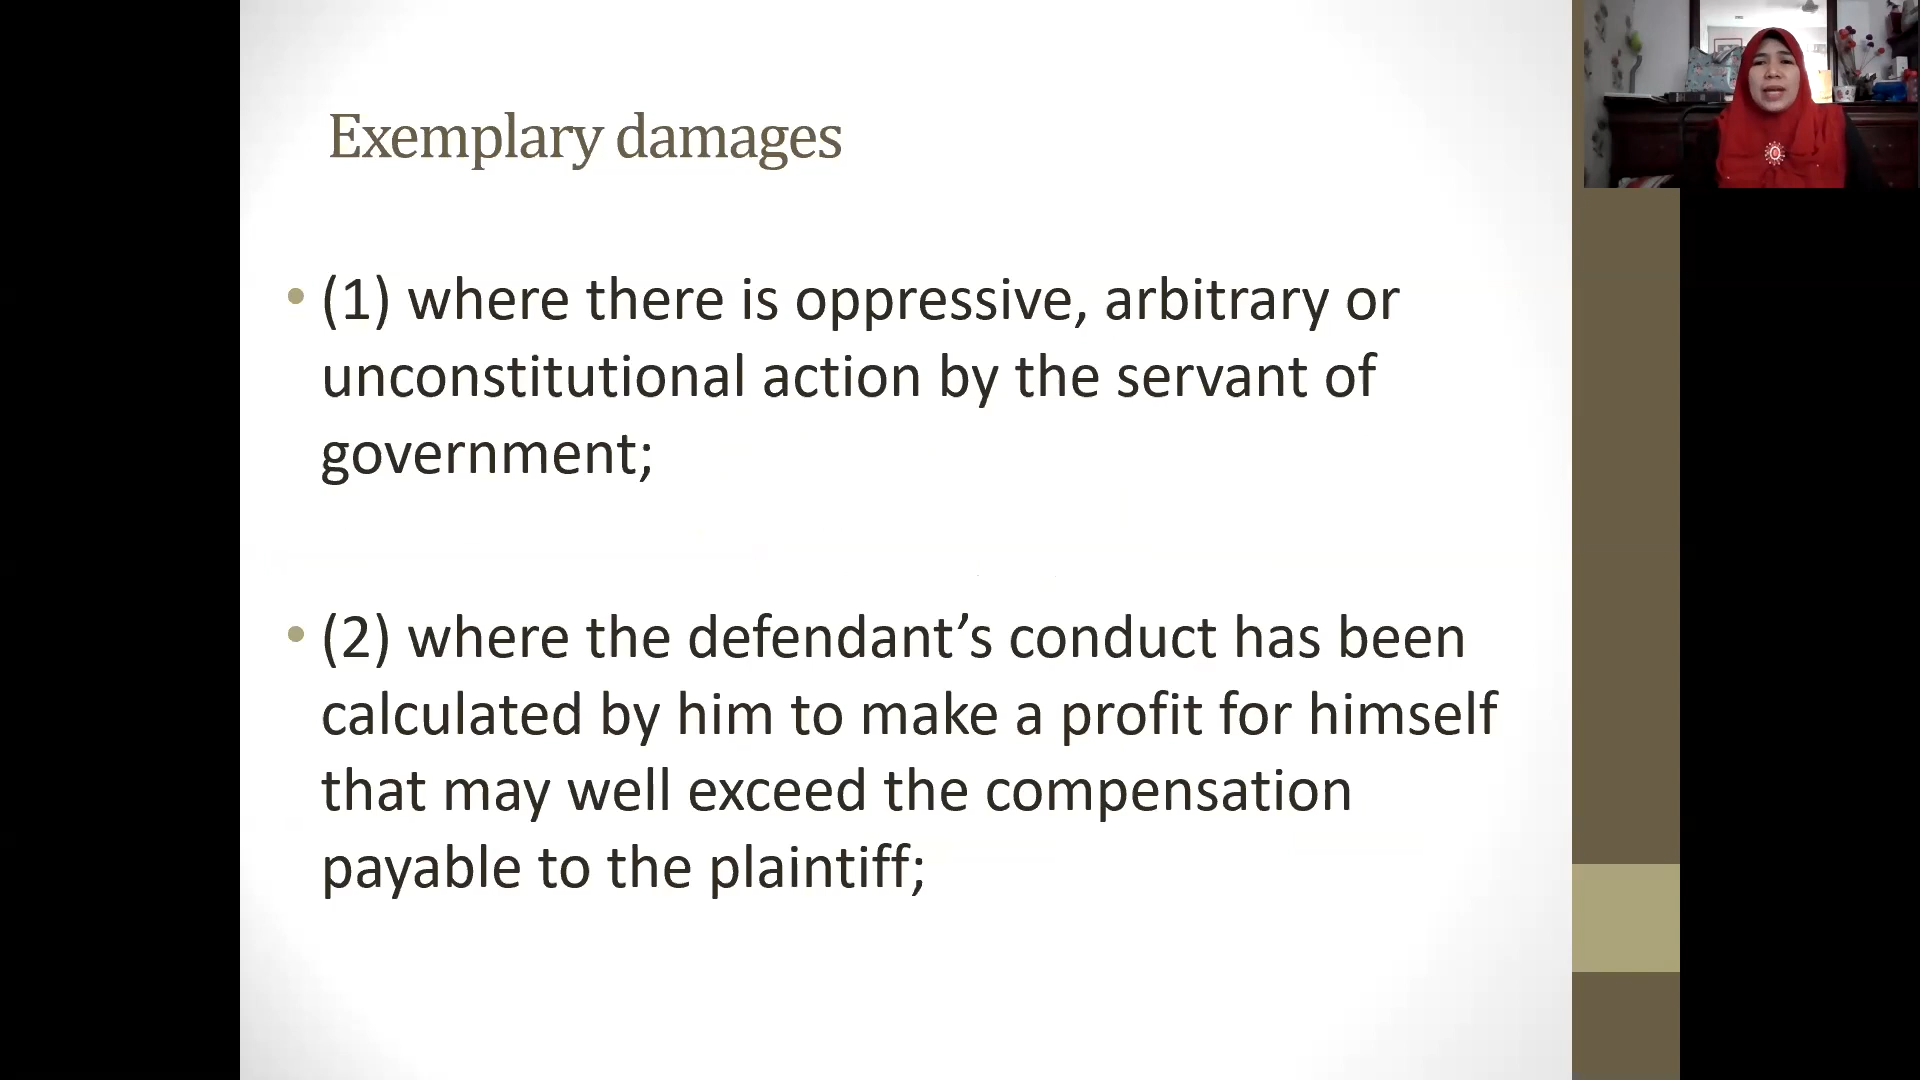 Exemplary damages
• (1) where there is oppressive, arbitrary or
unconstitutional action by the servant of
government;
• (2) where the defendant’s conduct has been
calculated by him to make a profit for himself
that may well exceed the compensation
payable to the plaintiff;